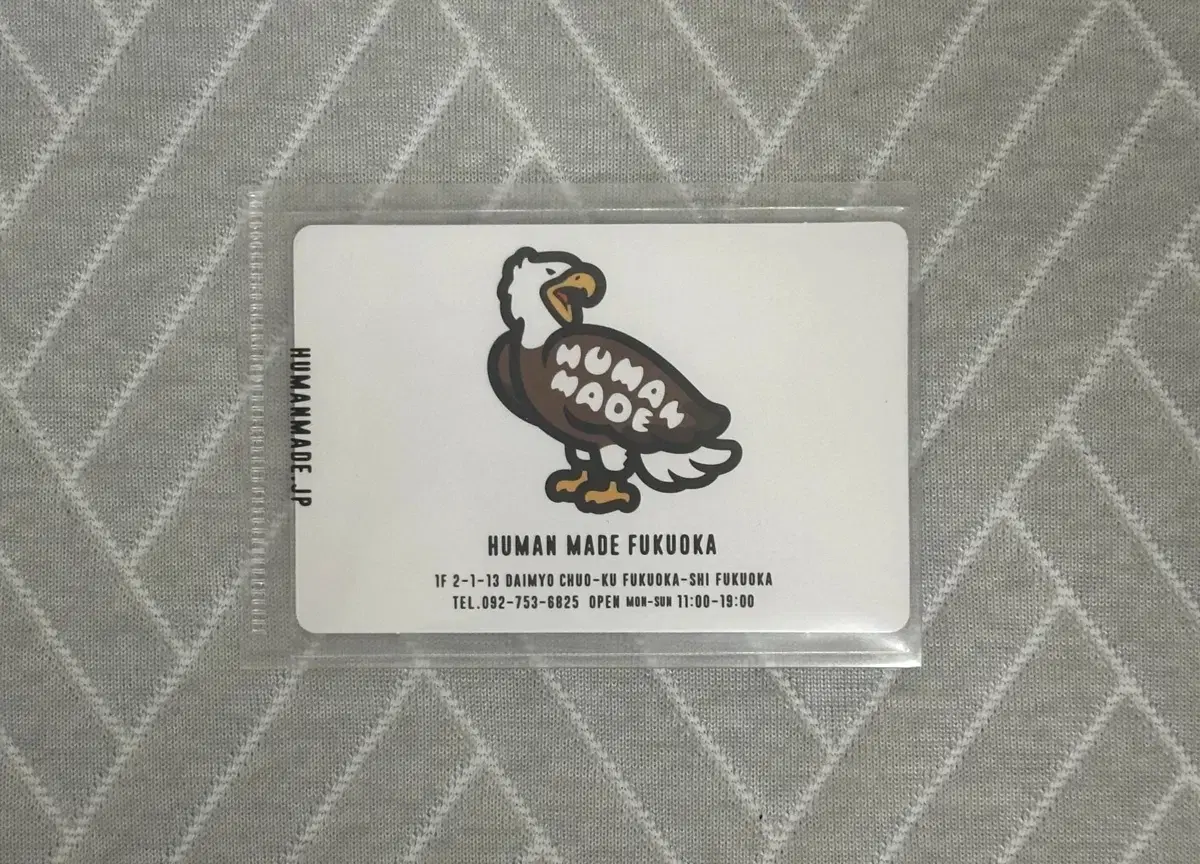 HUMANMADE.JP
HUMAN
MADE
HUMAN MADE FUKUOKA
1F 2-1-13 DAIMYO CHUO-KU FUKUOKA-SHI FUKUOKA
TEL.092-753-6825 OPEN MON-SUN 11:00-19:00